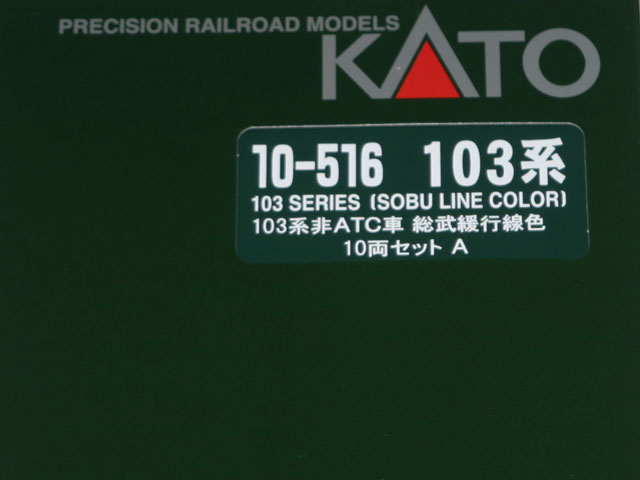 PRECISION RAILROAD MODELS
KATO
10-516 103系
103 SERIES (SOBU LINE COLOR)
103系非ATC車 総武緩行線色
10両セット A